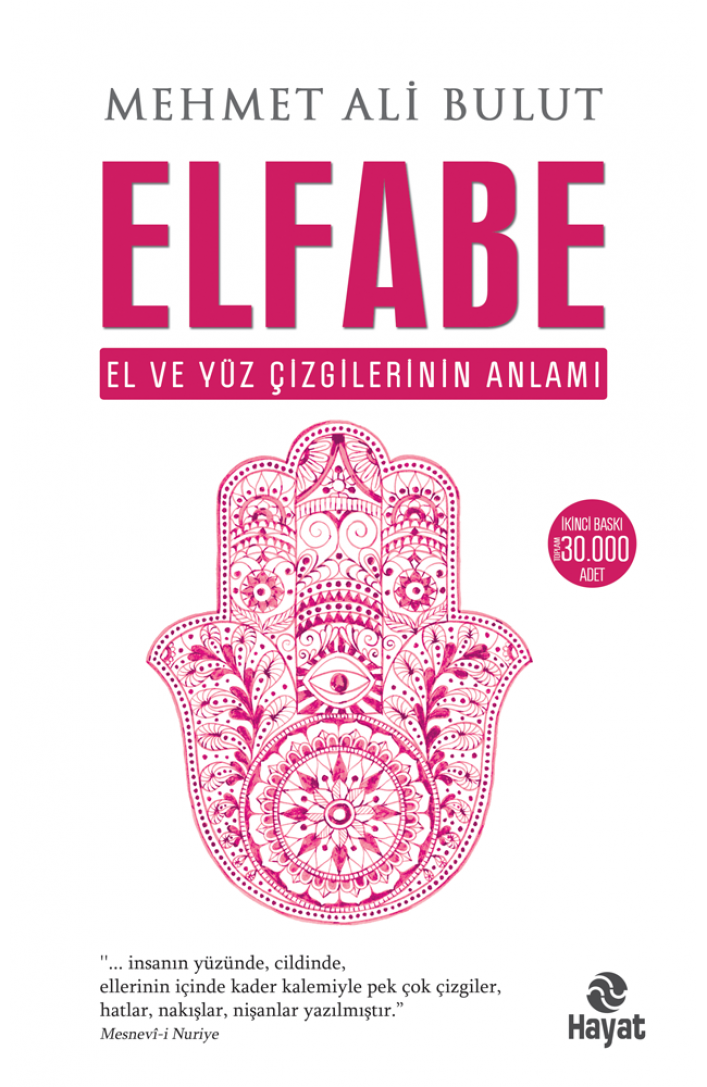 MEHMET ALİ BULUT
ELFABE
EL VE YÜZ ÇİZGİLERİNİN ANLAMI
İKİNCİ BASKI
TOPLAM
30.000
ADET
"... insanın yüzünde, cildinde,
ellerinin içinde kader kalemiyle pek çok çizgiler,
hatlar, nakışlar, nişanlar yazılmıştır.”
Mesnevî-i Nuriye
Hayat